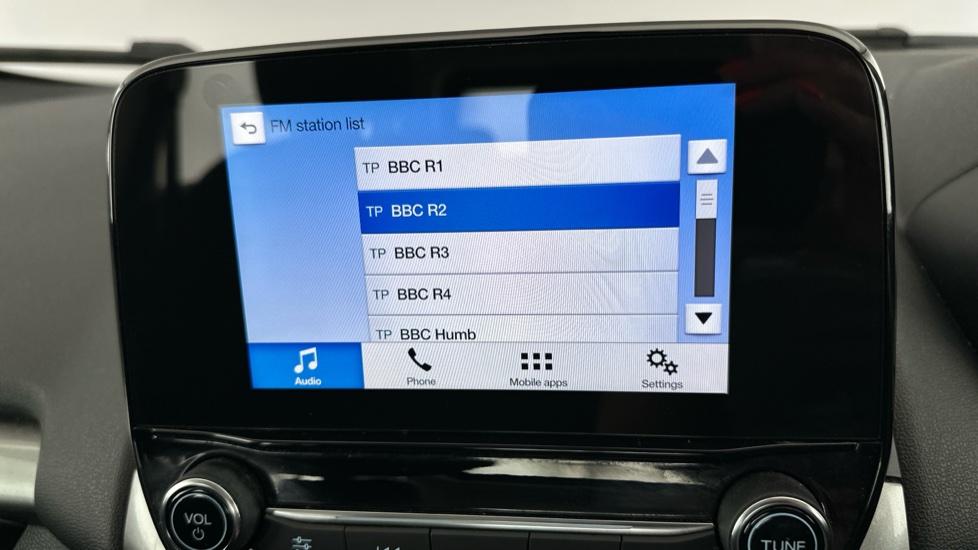 FM station list
TP BBC R1
TP BBC R2
TP BBC R3
TP BBC R4
TP BBC Humb
Audio Phone Mobile apps Settings
VOL TUNE